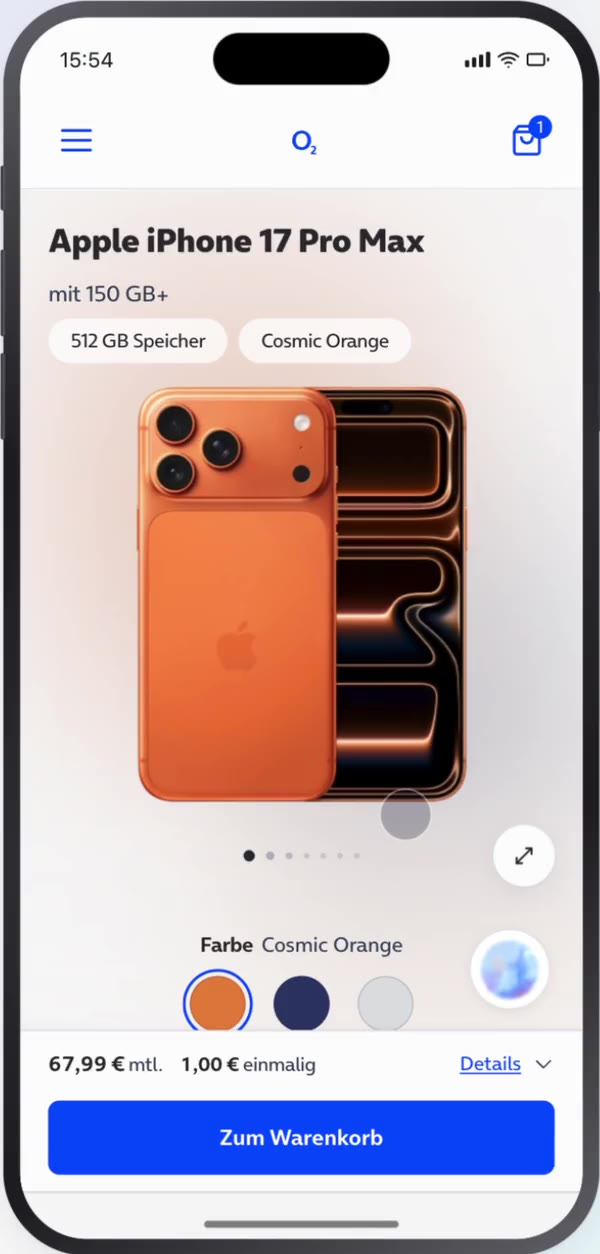 15:54
O₂
1
Apple iPhone 17 Pro Max
mit 150 GB+
512 GB Speicher
Cosmic Orange
Farbe Cosmic Orange
67,99 € mtl. 1,00 € einmalig Details
Zum Warenkorb